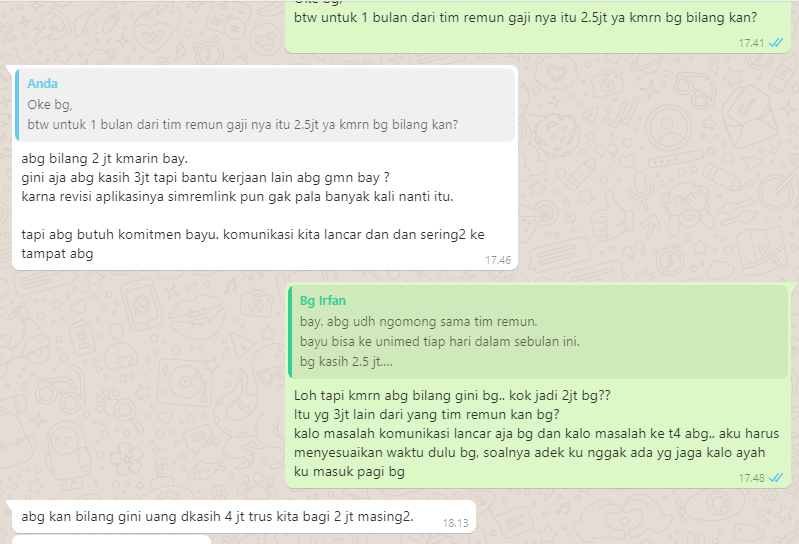 btw untuk 1 bulan dari tim remun gaji nya itu 2.5jt ya kmrn bg bilang kan?
17.41
Anda
Oke bg,
btw untuk 1 bulan dari tim remun gaji nya itu 2.5jt ya kmrn bg bilang kan?
abg bilang 2 jt kmarin bay.
gini aja abg kasih 3jt tapi bantu kerjaan lain abg gmn bay ?
karna revisi aplikasinya simremlink pun gak pala banyak kali nanti itu.
tapi abg butuh komitmen bayu. komunikasi kita lancar dan dan sering2 ke
tampat abg
17.46
Bg Irfan
bay. abg udh ngomong sama tim remun.
bayu bisa ke unimed tiap hari dalam sebulan ini.
bg kasih 2.5 jt....
Loh tapi kmrn abg bilang gini bg.. kok jadi 2jt bg??
Itu yg 3jt lain dari yang tim remun kan bg?
kalo masalah komunikasi lancar aja bg dan kalo masalah ke t4 abg.. aku harus
menyesuaikan waktu dulu bg, soalnya adek ku nggak ada yg jaga kalo ayah
ku masuk pagi bg
17.48
abg kan bilang gini uang dkasih 4 jt trus kita bagi 2 jt masing2.
18.13